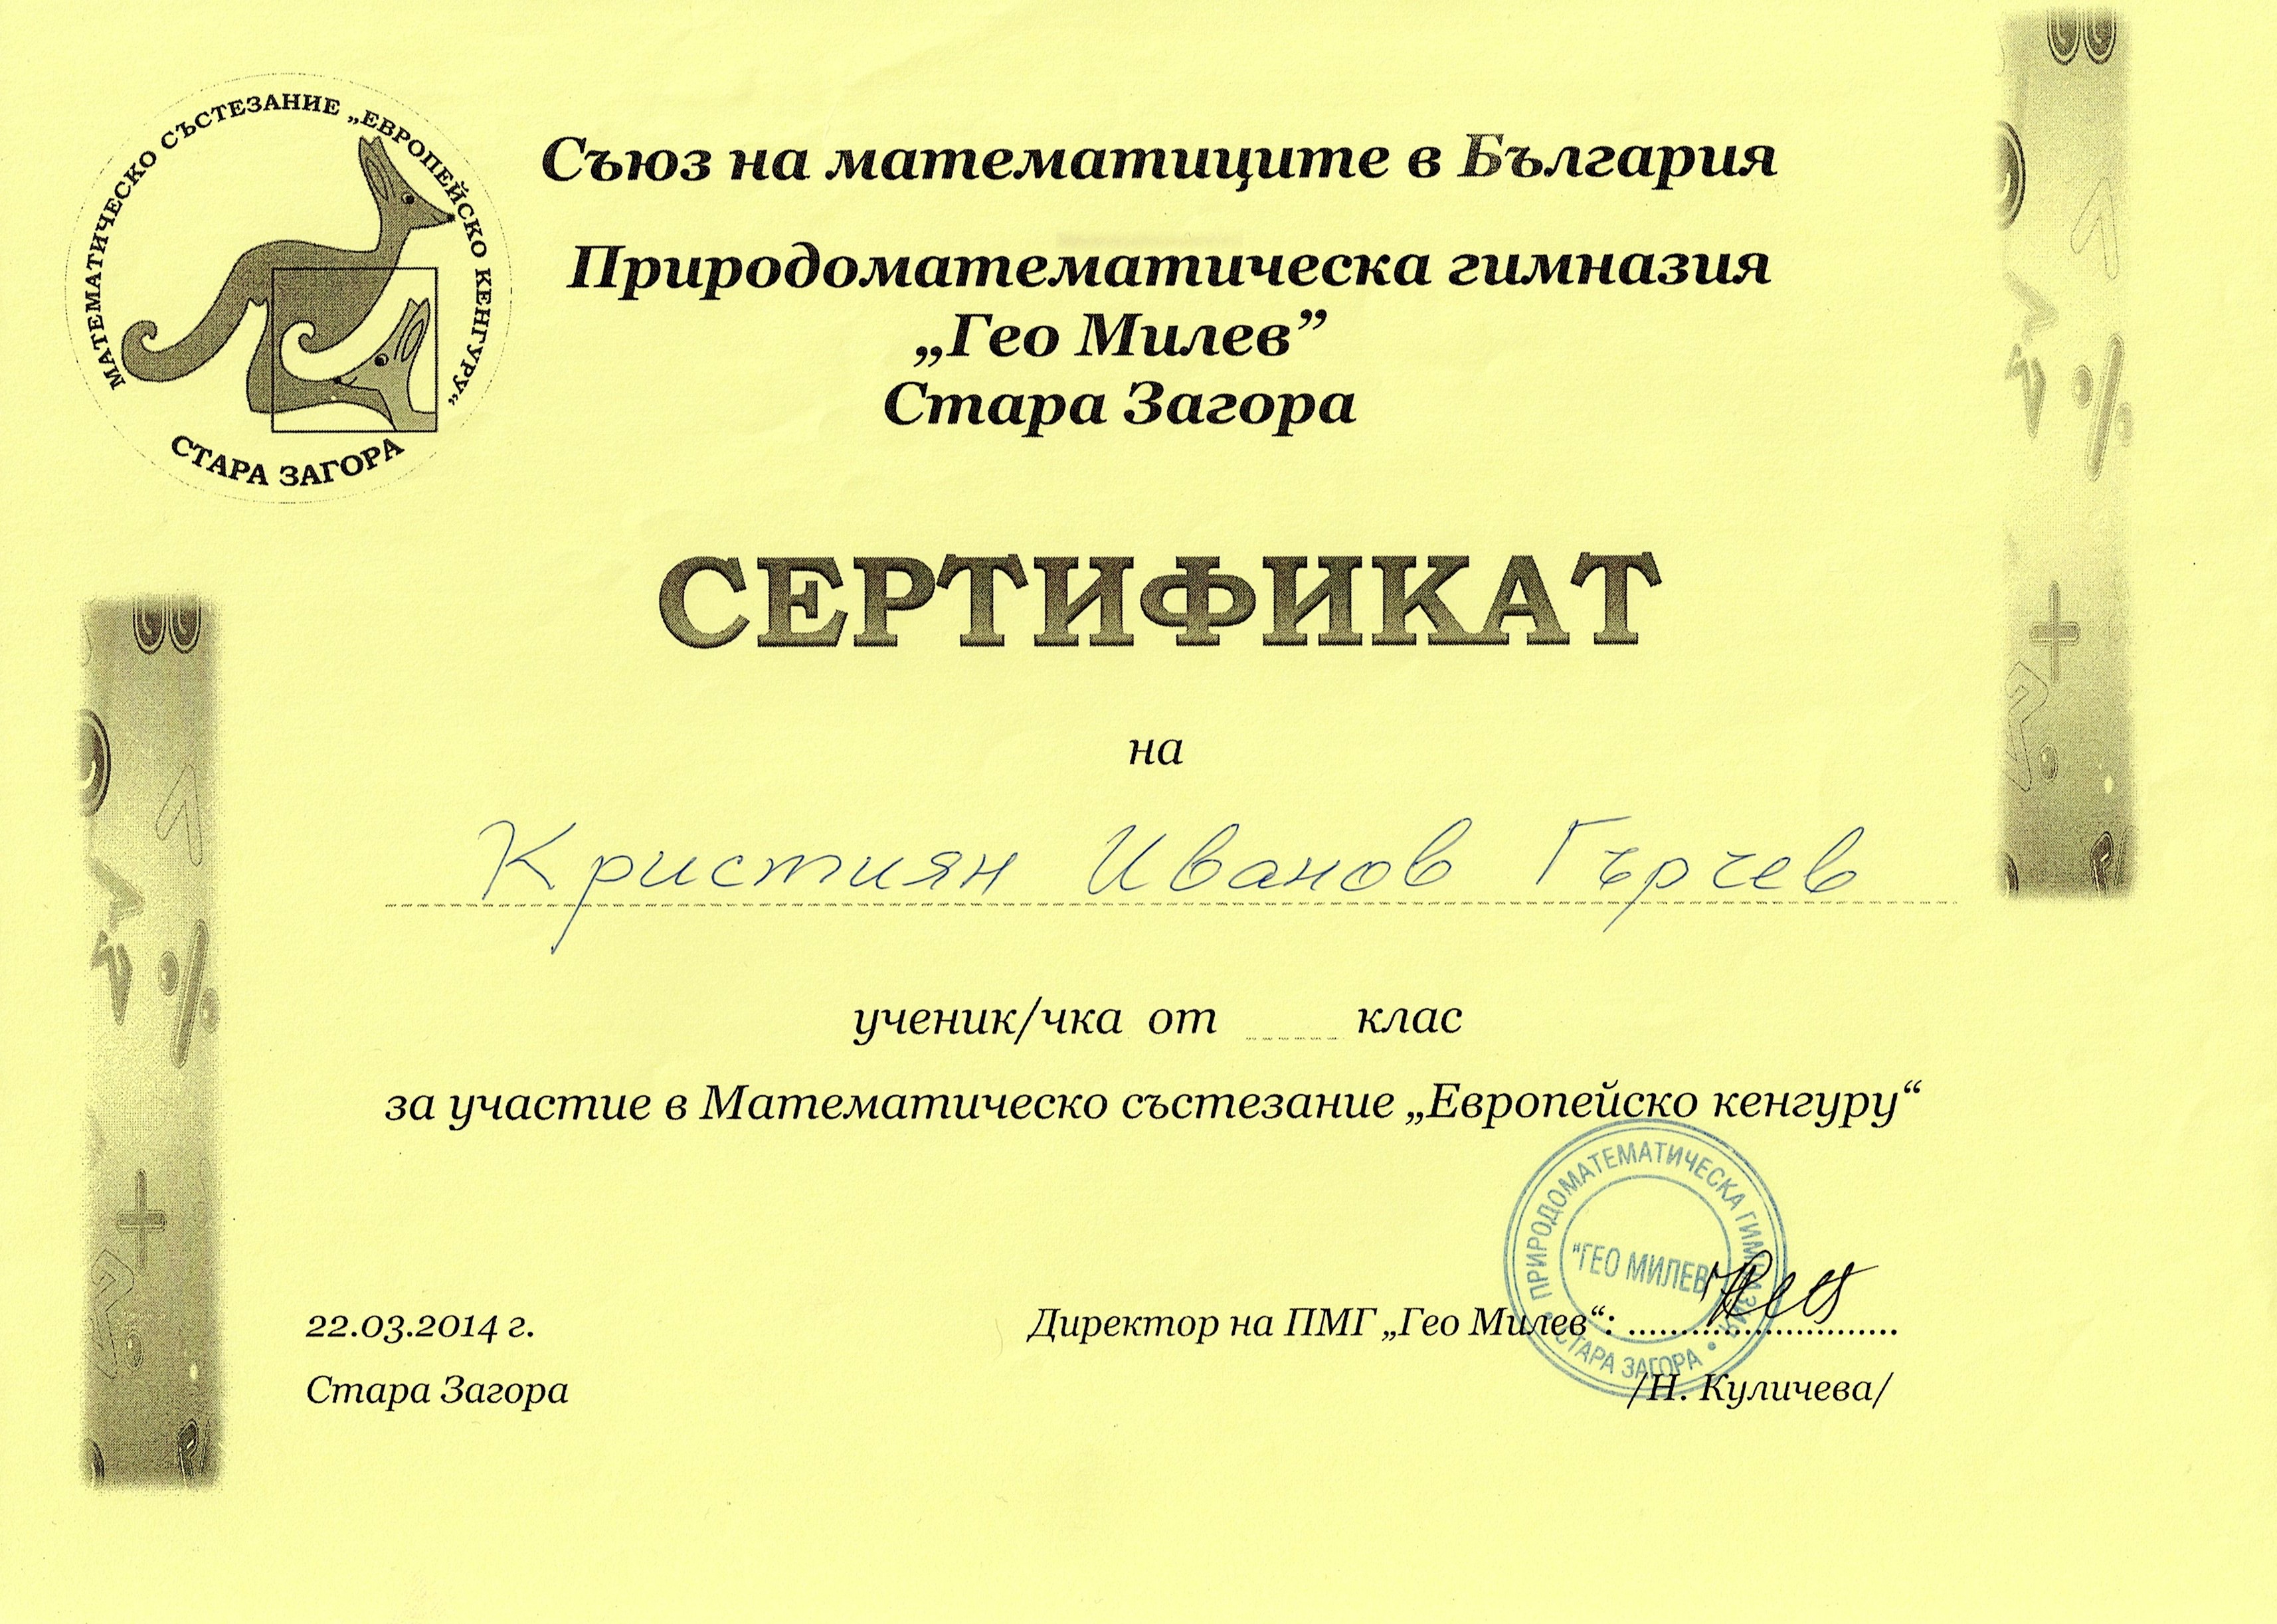 МАТЕМАТИЧЕСКО СЪСТЕЗАНИЕ „ЕВРОПЕЙСКО КЕНГУРУ“
СТАРА ЗАГОРА
Съюз на математиците в България
Природоматематическа гимназия
„Гео Милев”
Стара Загора
СЕРТИФИКАТ
на
Кристиян Иванов Гърчев
ученик/чка от клас
за участие в Математическо състезание „Европейско кенгуру“
ПРИРОДОМАТЕМАТИЧЕСКА ГИМНАЗИЯ
"ГЕО МИЛЕВ"
СТАРА ЗАГОРА
22.03.2014 г.
Директор на ПМГ „Гео Милев“: ...........................
Стара Загора
/Н. Куличева/